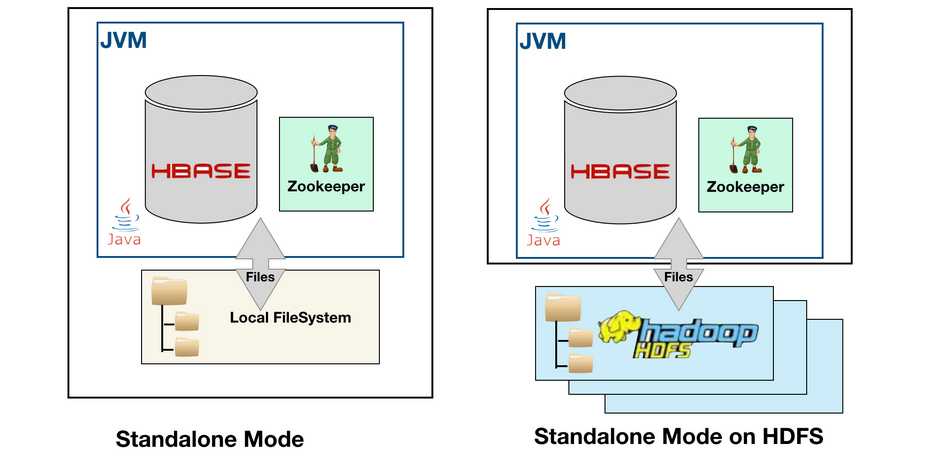 JVM
HBASE
Zookeeper
Java
Files
Local FileSystem
Standalone Mode
JVM
HBASE
Zookeeper
Java
Files
hadoop
HDFS
Standalone Mode on HDFS